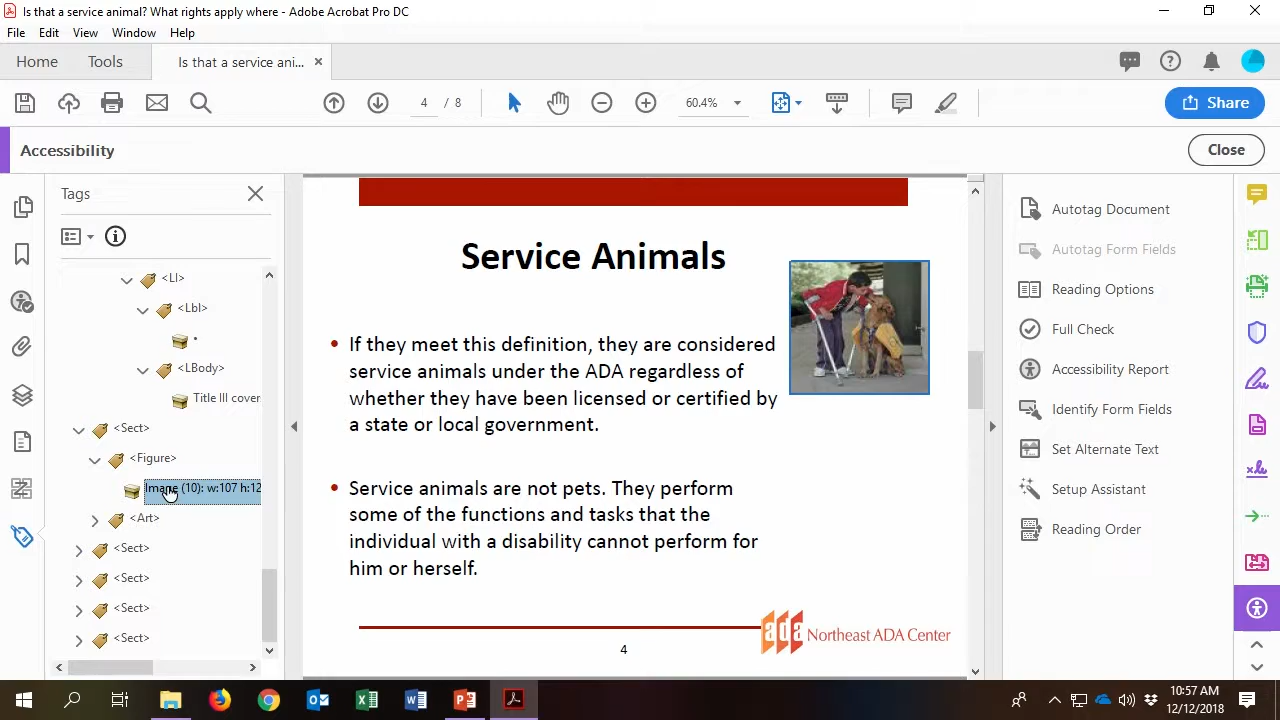 Is that a service animal? What rights apply where - Adobe Acrobat Pro DC
File Edit View Window Help
Home Tools Is that a service ani... ×
4 / 8 60.4% Share
Accessibility Close
Tags
<LI>
<Lbl>
•
<LBody>
Title III cover
<Sect>
<Figure>
Image (10): w:107 h:12
<Art>
<Sect>
<Sect>
<Sect>
<Sect>
Service Animals
• If they meet this definition, they are considered
service animals under the ADA regardless of
whether they have been licensed or certified by
a state or local government.
• Service animals are not pets. They perform
some of the functions and tasks that the
individual with a disability cannot perform for
him or herself.
ada Northeast ADA Center
4
Autotag Document
Autotag Form Fields
Reading Options
Full Check
Accessibility Report
Identify Form Fields
Set Alternate Text
Setup Assistant
Reading Order
10:57 AM
12/12/2018